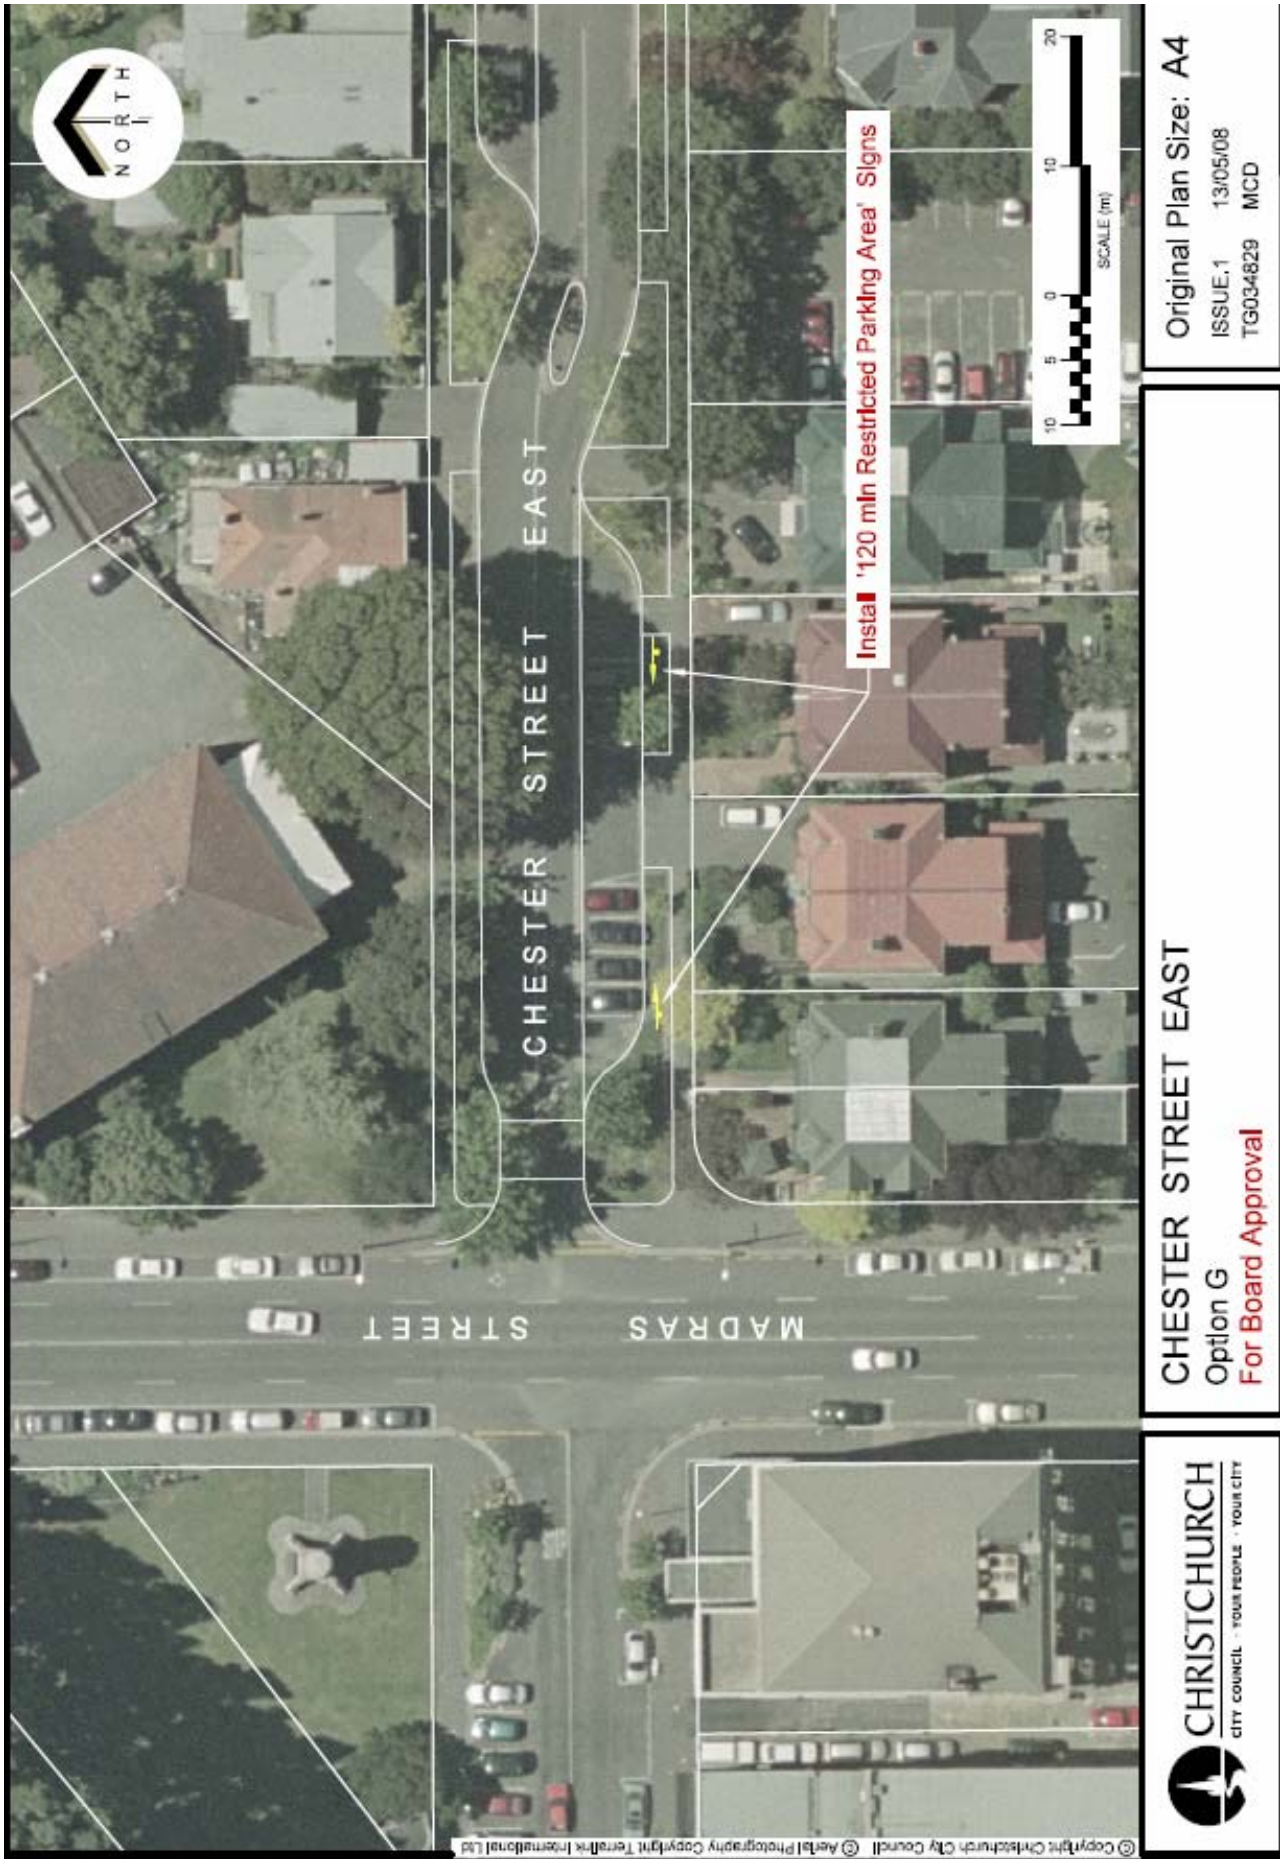 NORTH
CHESTER STREET EAST
MADRAS STREET
Install '120 min Restricted Parking Area' Signs
10 5 0 10 20
SCALE (m)
© Copyright Christchurch City Council © Aerial Photography Copyright Terralink International Ltd
CHRISTCHURCH
CITY COUNCIL · YOUR PEOPLE · YOUR CITY
CHESTER STREET EAST
Option G
For Board Approval
Original Plan Size: A4
ISSUE.1 13/05/08
TG034829 MCD